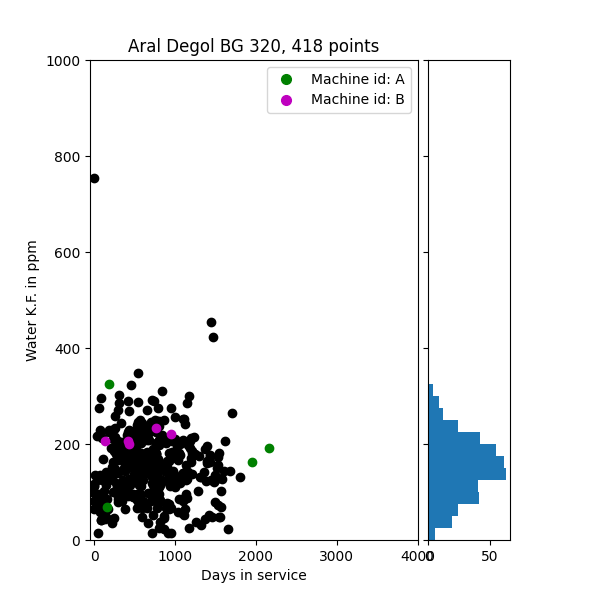 Aral Degol BG 320, 418 points
Machine id: A
Machine id: B
1000
800
600
400
200
0
Water K.F. in ppm
0
1000
2000
3000
4000
Days in service
0
50